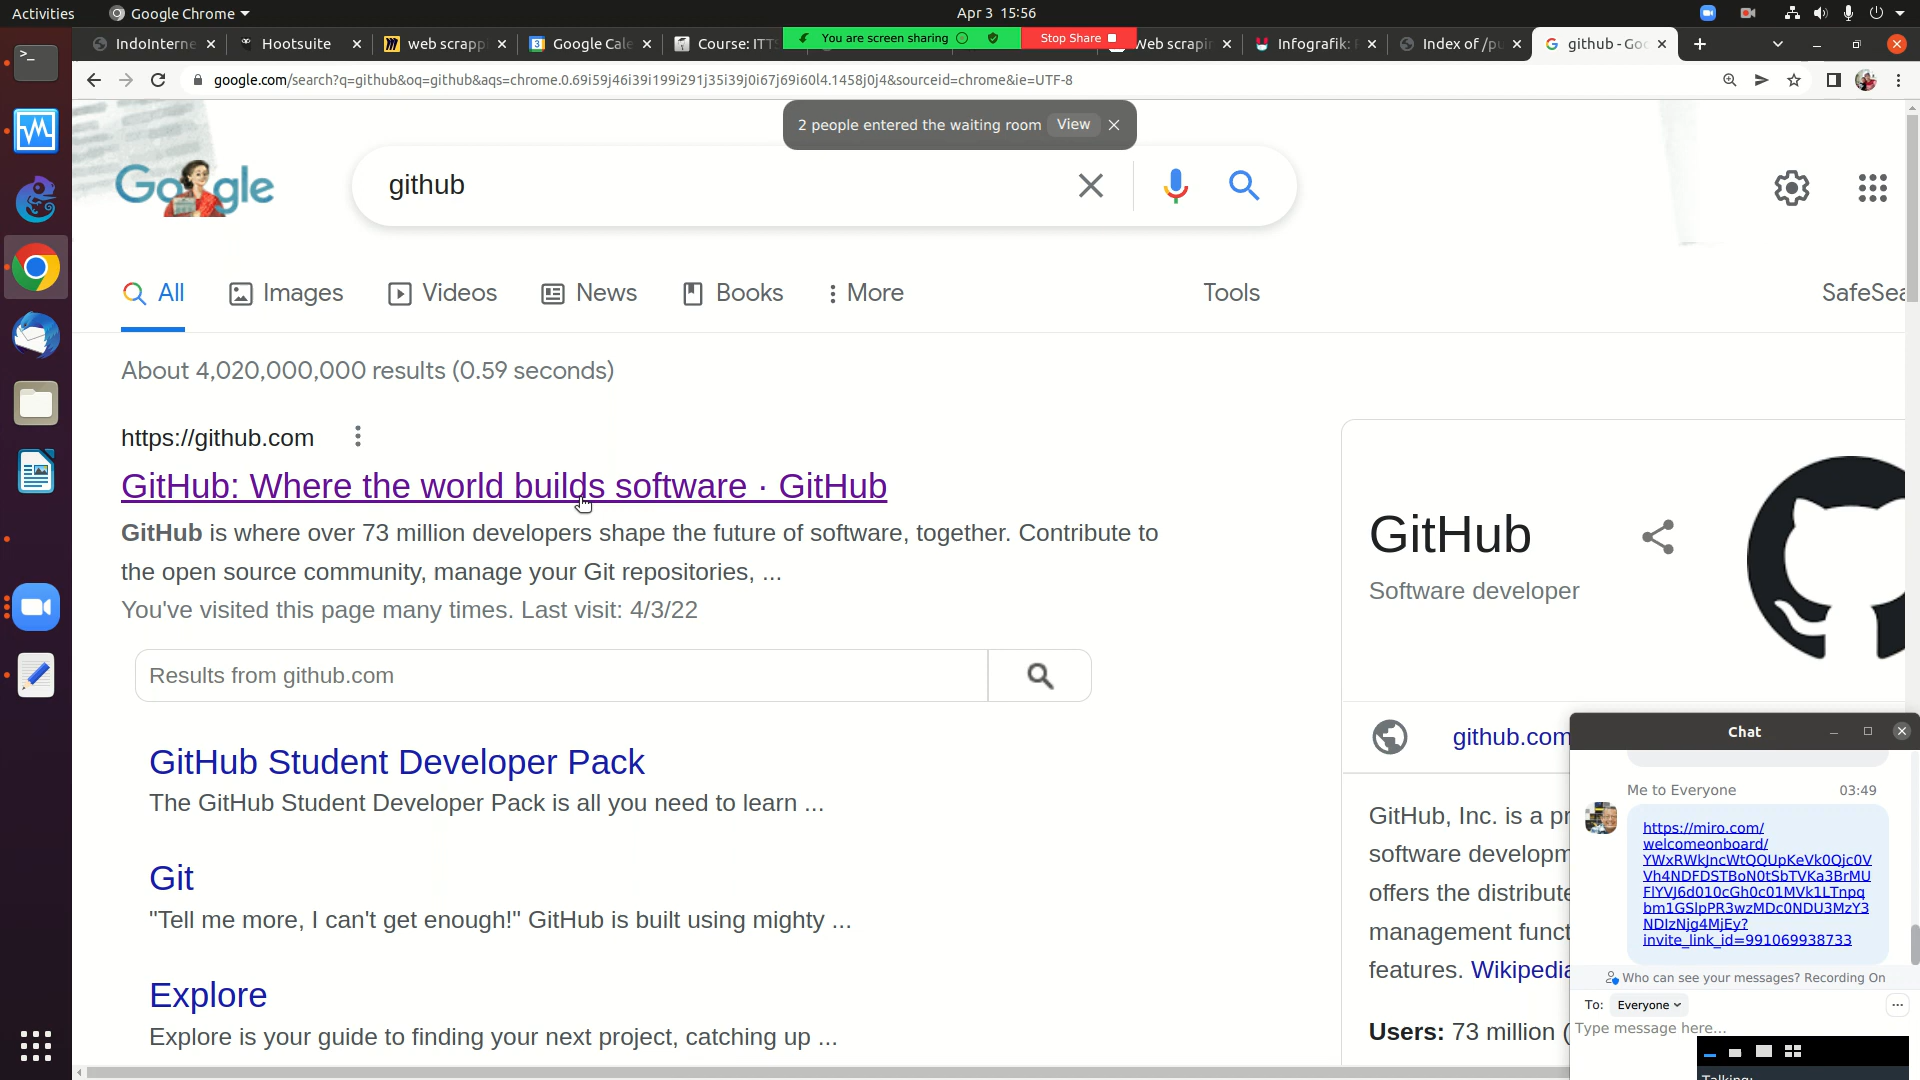 Activities
Google Chrome
Apr 3 15:56
IndoInterne
Hootsuite
web scrapp
Google Cale
Course: ITTS
You are screen sharing
Stop Share
Web scrapin
Infografik: F
Index of /pu
github - Goo
google.com/search?q=github&oq=github&aqs=chrome.0.69i59j46i39i199i291j35i39j0i67j69i60l4.1458j0j4&sourceid=chrome&ie=UTF-8
2 people entered the waiting room View
Google
github
All
Images
Videos
News
Books
More
Tools
SafeSea
About 4,020,000,000 results (0.59 seconds)
https://github.com
GitHub: Where the world builds software · GitHub
GitHub is where over 73 million developers shape the future of software, together. Contribute to
the open source community, manage your Git repositories, ...
You've visited this page many times. Last visit: 4/3/22
Results from github.com
GitHub Student Developer Pack
The GitHub Student Developer Pack is all you need to learn ...
Git
"Tell me more, I can't get enough!" GitHub is built using mighty ...
Explore
Explore is your guide to finding your next project, catching up ...
GitHub
Software developer
github.com
GitHub, Inc. is a pr
software developm
offers the distribute
management funct
features. Wikipedia
Users: 73 million (
Chat
Me to Everyone 03:49
https://miro.com/
welcomeonboard/
YWxRWkJncWtQQUpKeVk0Qjc0V
Vh4NDFDSTBoN0tSbTVKa3BrMU
FlYVJ6d010cGh0c01MVk1LTnpq
bm1GSlpPR3wzMDc0NDU3MzY3
NDIzNjg4MjEy?
invite_link_id=991069938733
Who can see your messages? Recording On
To: Everyone
Type message here...
Talking: